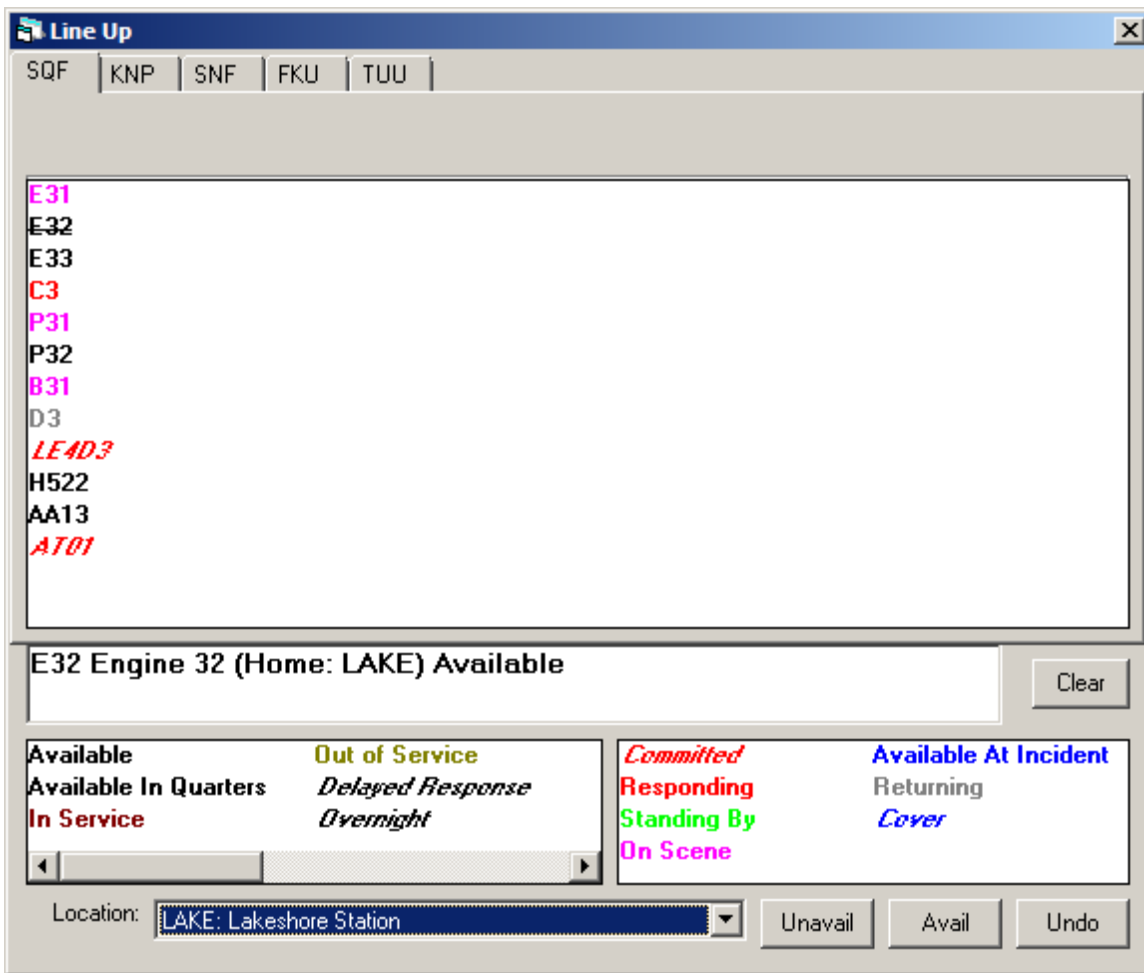 Line Up
SQF KNP SNF FKU TUU
E31
E32
E33
C3
P31
P32
B31
D3
LE4D3
H522
AA13
AT01
E32 Engine 32 (Home: LAKE) Available
Clear
Available Out of Service
Available In Quarters Delayed Response
In Service Overnight
Committed Available At Incident
Responding Returning
Standing By Cover
On Scene
Location: LAKE: Lakeshore Station Unavail Avail Undo